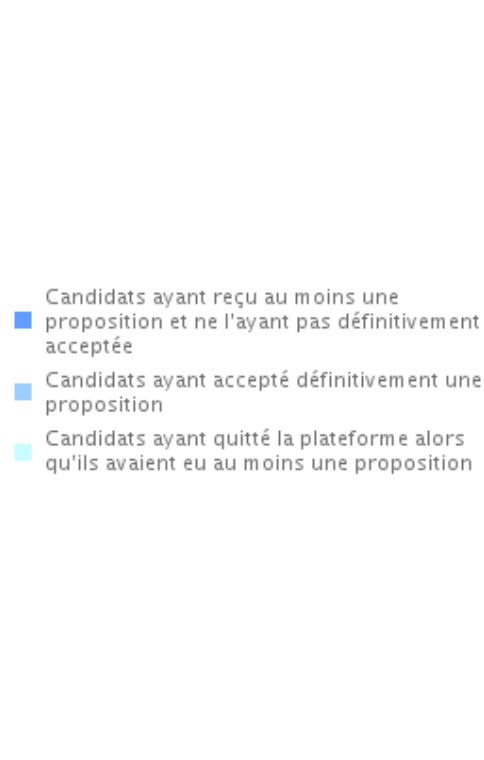 Candidats ayant reçu au moins une
proposition et ne l'ayant pas définitivement
acceptée
Candidats ayant accepté définitivement une
proposition
Candidats ayant quitté la plateforme alors
qu'ils avaient eu au moins une proposition